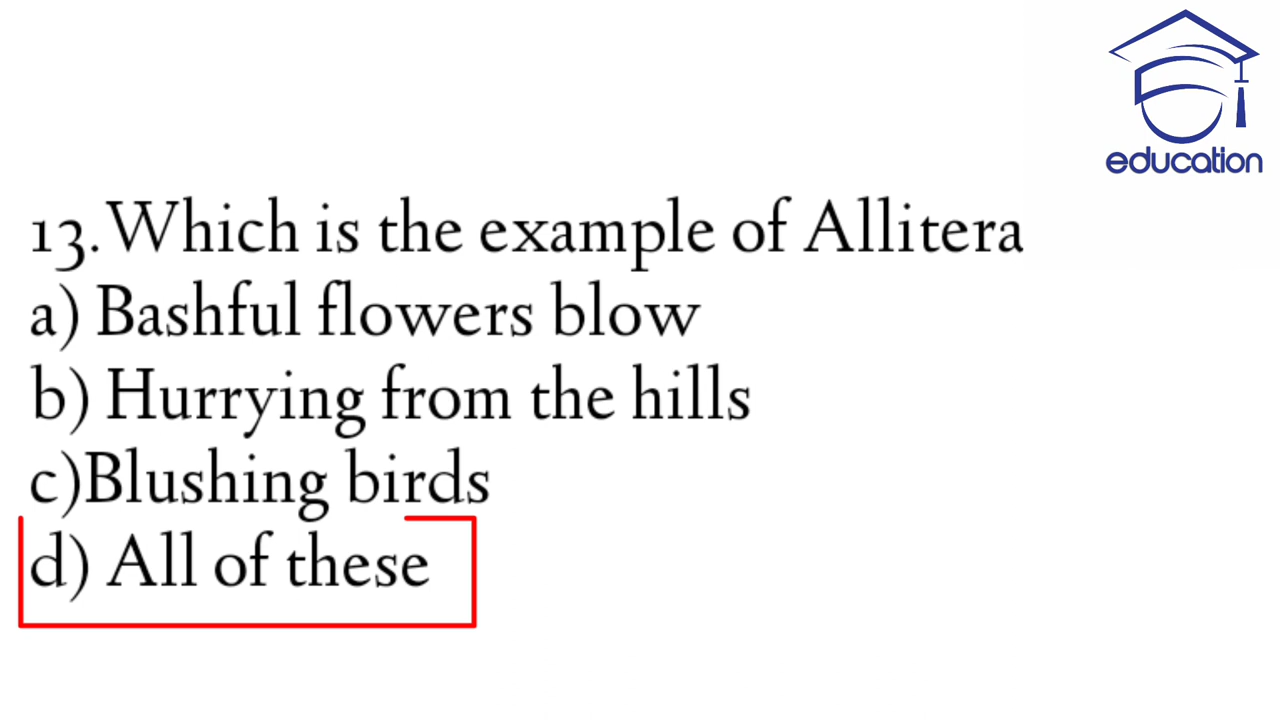 education
13. Which is the example of Allitera
a) Bashful flowers blow
b) Hurrying from the hills
c)Blushing birds
d) All of these